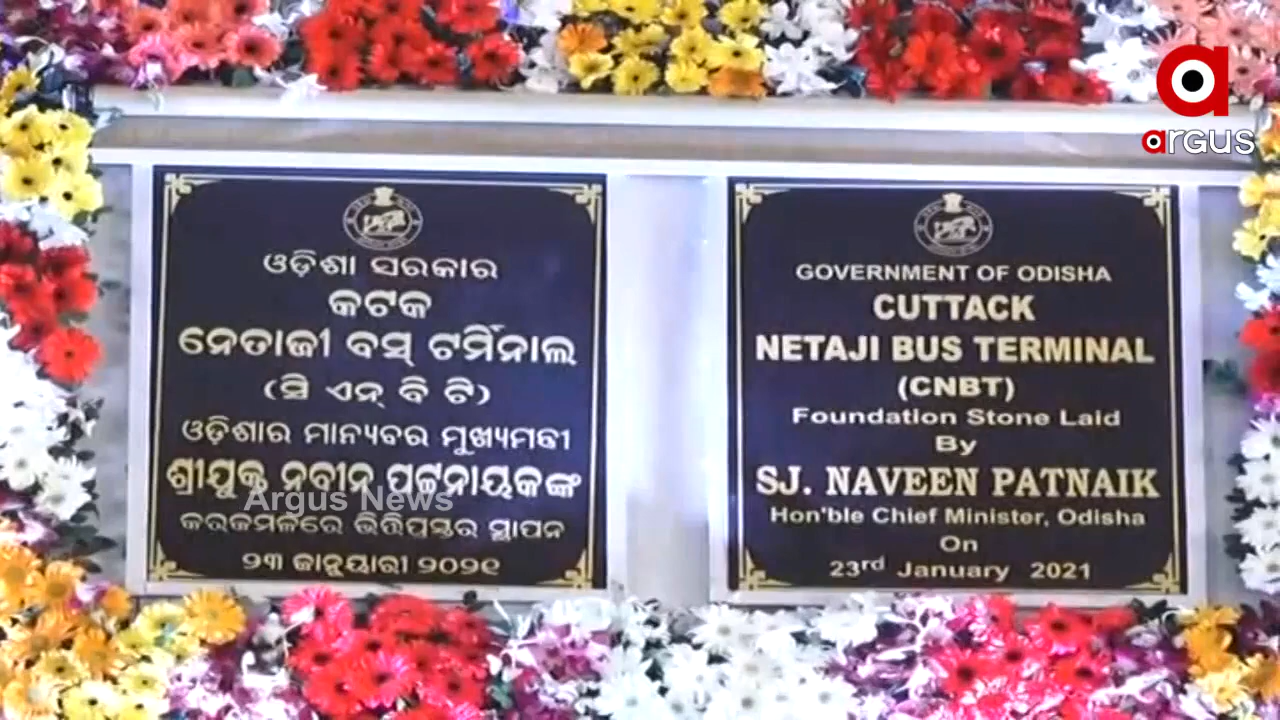 argus
ଓଡ଼ିଶା ସରକାର
କଟକ
ନେତାଜୀ ବସ୍ ଟର୍ମିନାଲ୍
(ସି ଏନ୍ ବି ଟି)
ଓଡ଼ିଶାର ମାନ୍ୟବର ମୁଖ୍ୟମନ୍ତ୍ରୀ
ଶ୍ରୀଯୁକ୍ତ ନବୀନ ପଟ୍ଟନାୟକଙ୍କ
କରକମଳରେ ଭିତ୍ତିପ୍ରସ୍ତର ସ୍ଥାପନ
୨୩ ଜାନୁୟାରୀ ୨୦୨୧
Argus News
GOVERNMENT OF ODISHA
CUTTACK
NETAJI BUS TERMINAL
(CNBT)
Foundation Stone Laid
By
SJ. NAVEEN PATNAIK
Hon'ble Chief Minister, Odisha
On
23rd January 2021